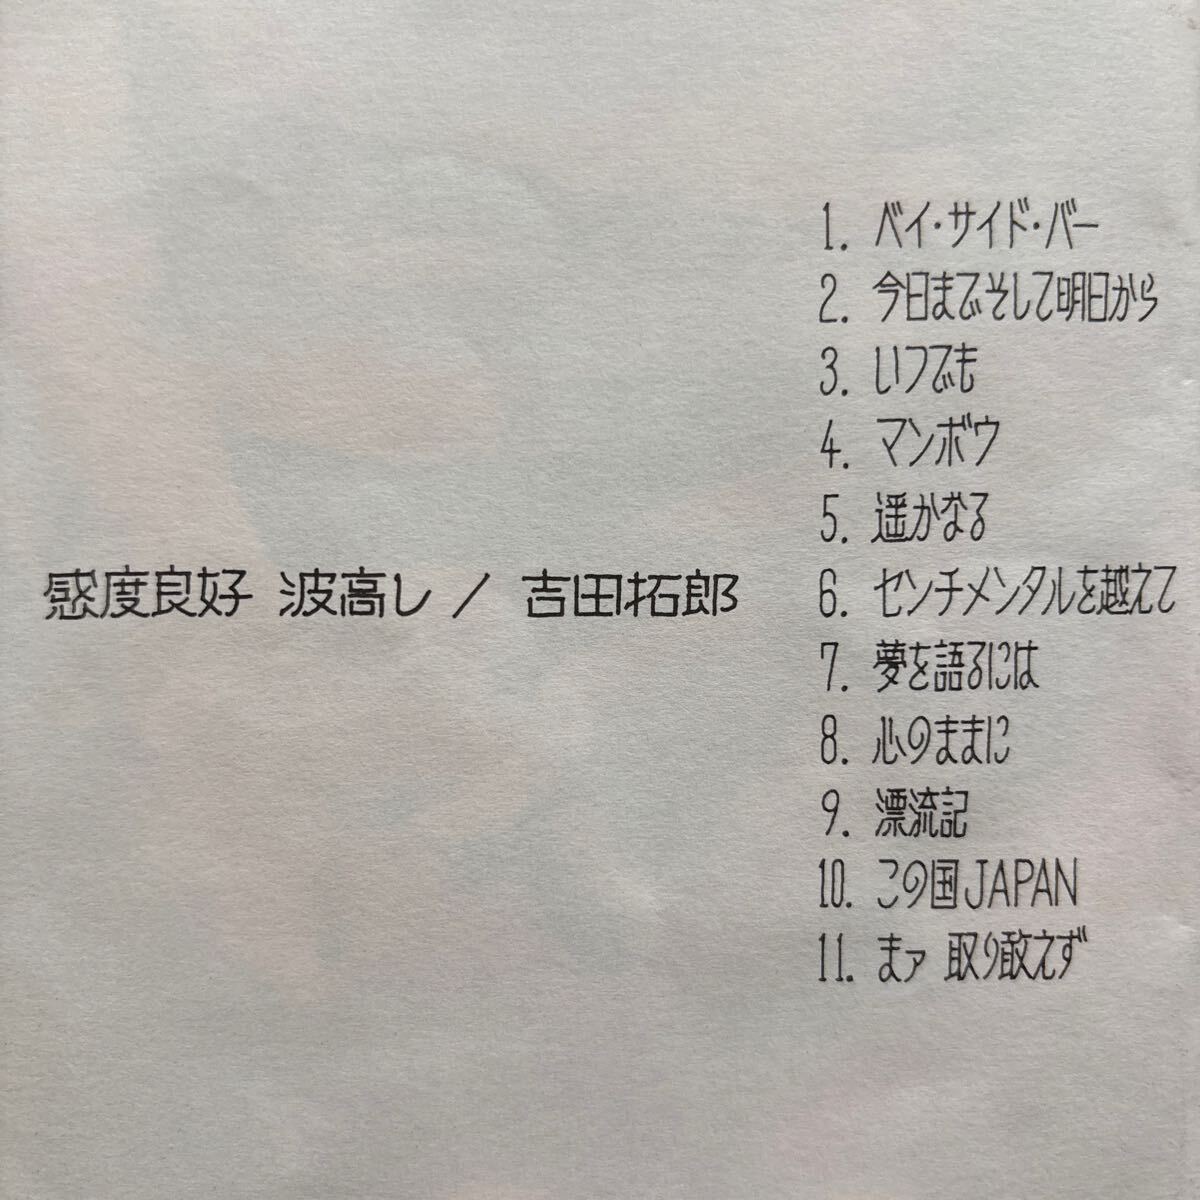 感度良好 波高し / 吉田拓郎
1. ベイ・サイド・バー
2. 今日までそして明日から
3. いつでも
4. マンボウ
5. 遥かなる
6. センチメンタルを越えて
7. 夢を語るには
8. 心のままに
9. 漂流記
10. この国JAPAN
11. まァ 取り敢えず